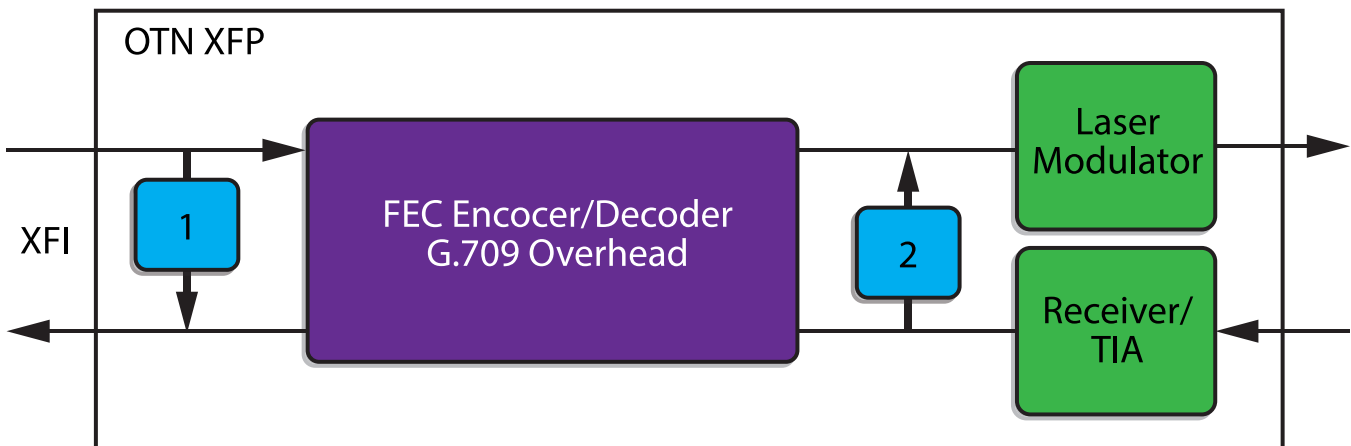 OTN XFP
Laser
Modulator
1
FEC Encocer/Decoder
G.709 Overhead
XFI
2
Receiver/
TIA